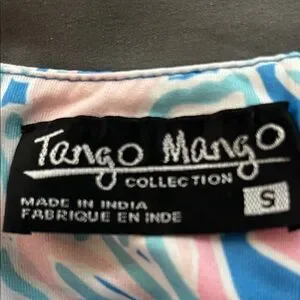 Tango Mango
COLLECTION
MADE IN INDIA
FABRIQUE EN INDE
S